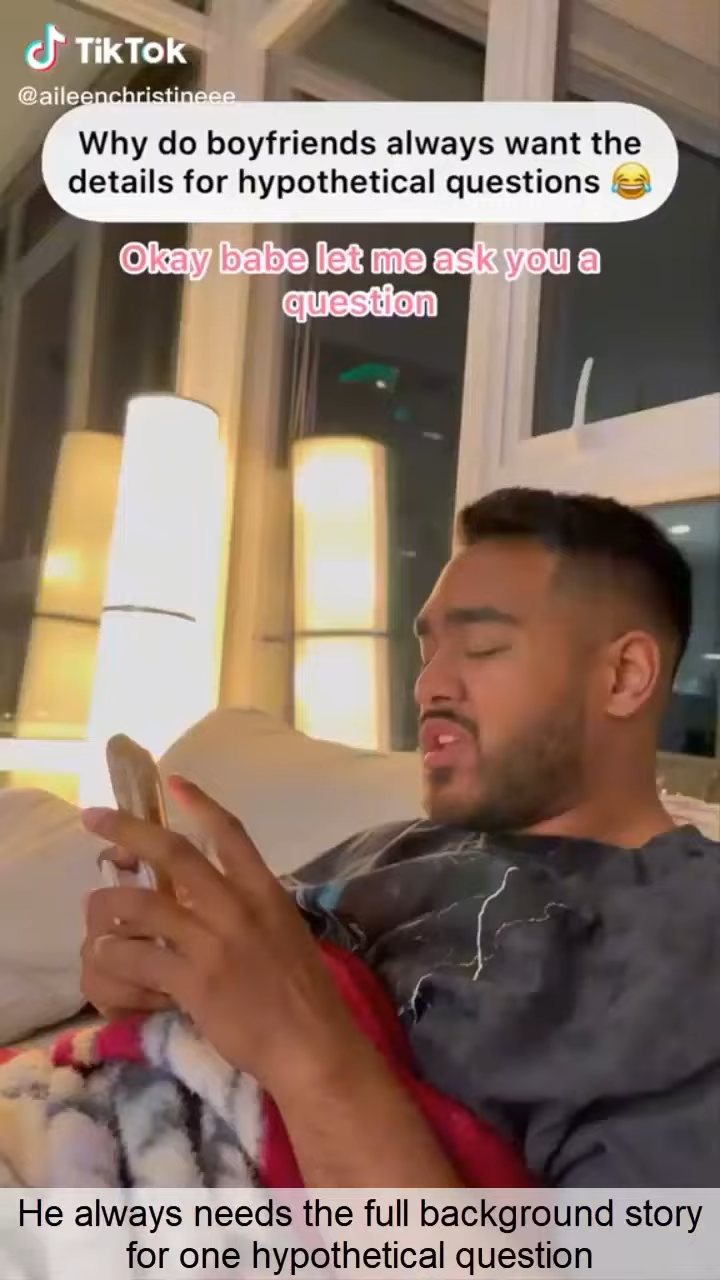 TikTok
@aileenchristineee
Why do boyfriends always want the
details for hypothetical questions 😂
Okay babe let me ask you a
question
He always needs the full background story
for one hypothetical question